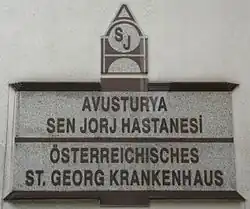 SJ
AVUSTURYA
SEN JORJ HASTANESİ
ÖSTERREICHISCHES
ST. GEORG KRANKENHAUS